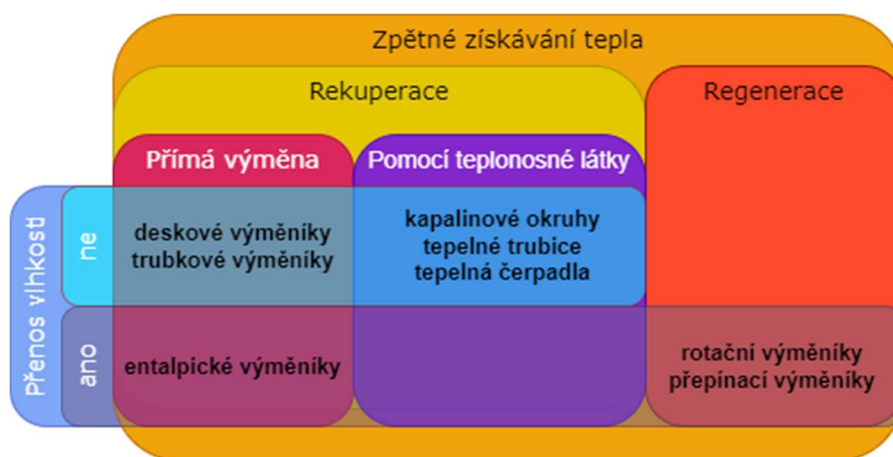 Zpětné získávání tepla
Rekuperace
Regenerace
Přímá výměna
Pomocí teplonosné látky
Přenos vlhkosti
ne
deskové výměníky
trubkové výměníky
kapalinové okruhy
tepelné trubice
tepelná čerpadla
ano
entalpické výměníky
rotační výměníky
přepínací výměníky